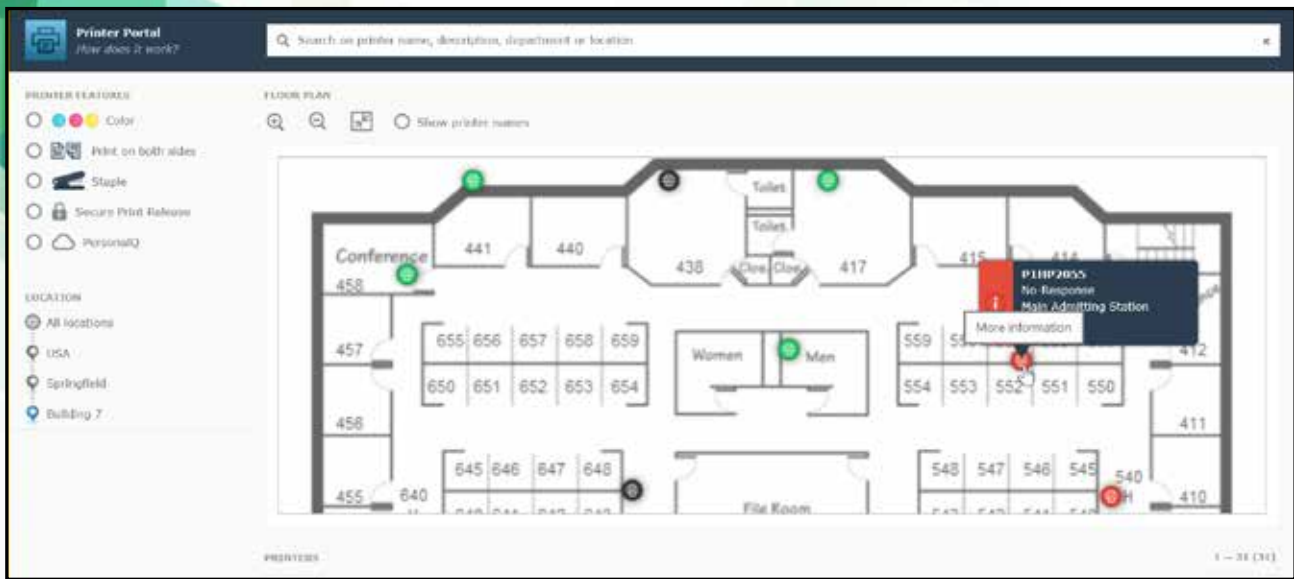 Printer Portal
How does it work?
Search on printer name, description, department or location
PRINTER FEATURES
Color
Print on both sides
Staple
Secure Print Release
PersonalQ
LOCATION
All locations
USA
Springfield
Building 7
FLOOR PLAN
Show printer names
Toilet
Toilet
Conference
441
440
438
Clos
Clos
417
415
414
458
P1HP2055
No-Response
Main Admitting Station
More information
457
655 656 657 658 659
Women
Men
559
412
650 651 652 653 654
554 553 552 551 550
456
411
645 646 647 648
548 547 546 545
540
455
640
File Room
H
410
PRINTERS